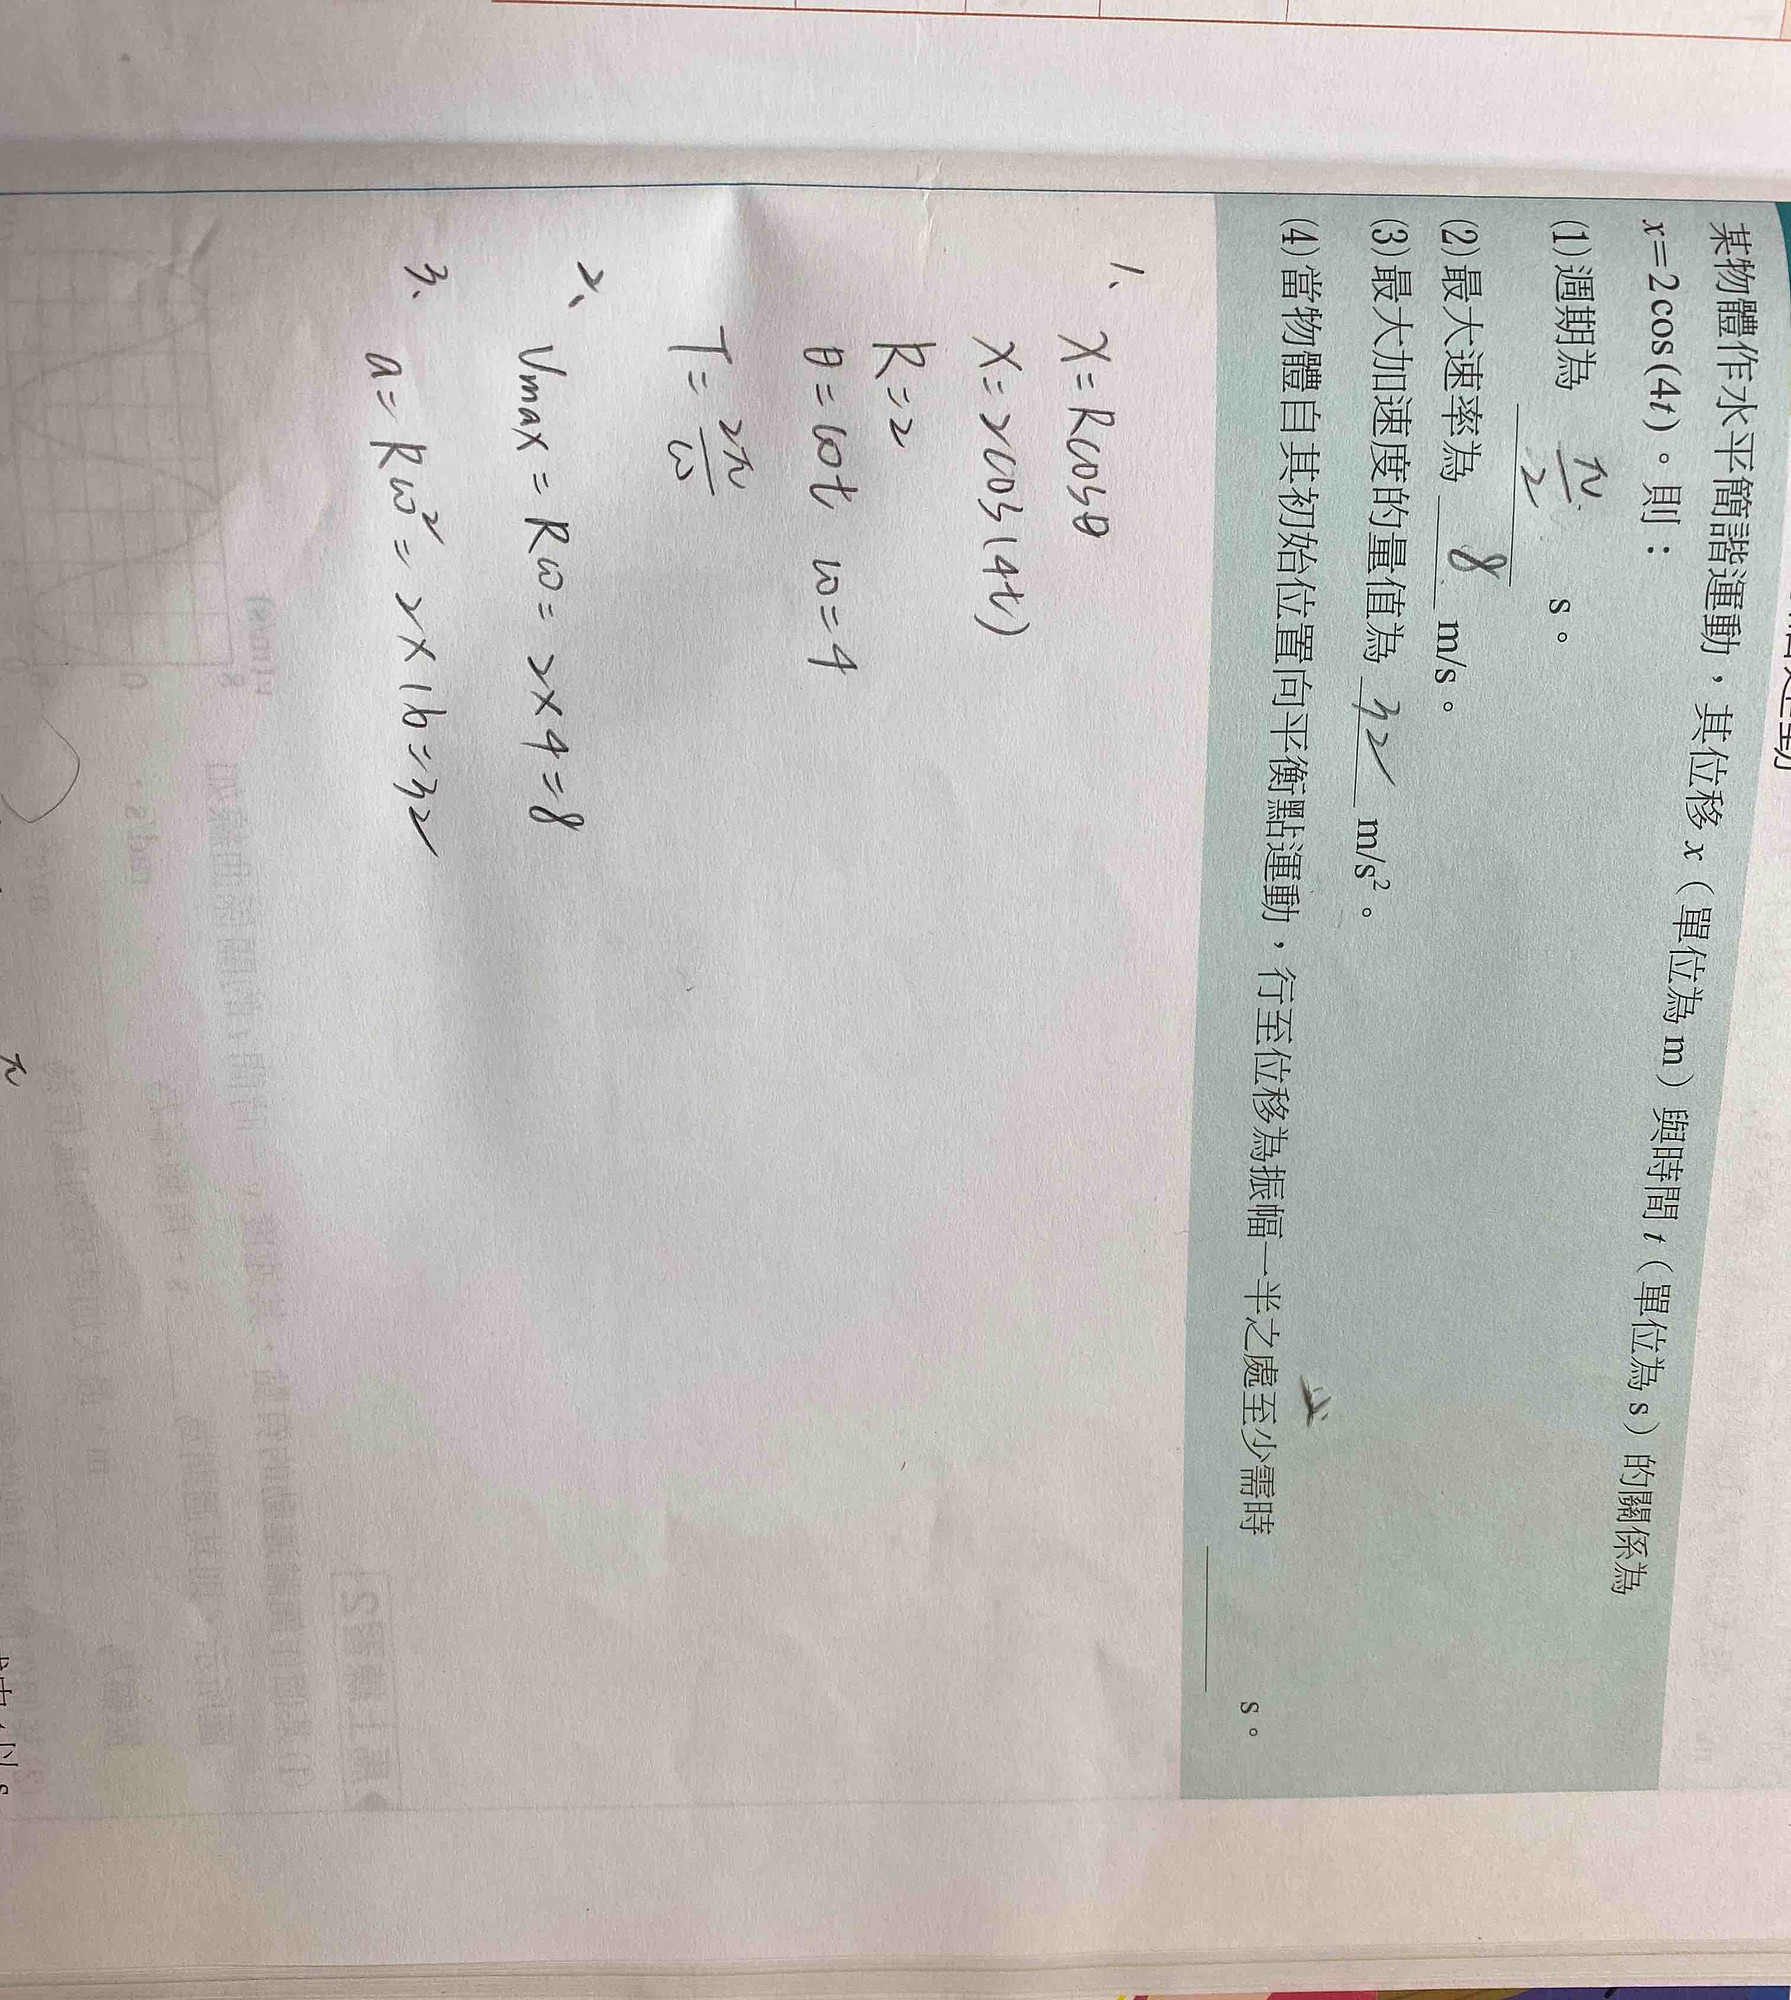 某物體作水平簡諧運動，其位移 x（單位為 m）與時間 t（單位為 s）的關係為
x=2cos(4t)。則：
(1)週期為 π/2 s。
(2)最大速率為 8 m/s。
(3)最大加速度的量值為 32 m/s²。
(4)當物體自其初始位置向平衡點運動，行至位移為振幅一半之處至少需時 s。
1、 x=Rcosθ
x=2cos(4t)
R=2
θ=ωt ω=4
T=2π/ω
2、 Vmax=Rω=2×4=8
3、 a=Rω²=2×16=32
π